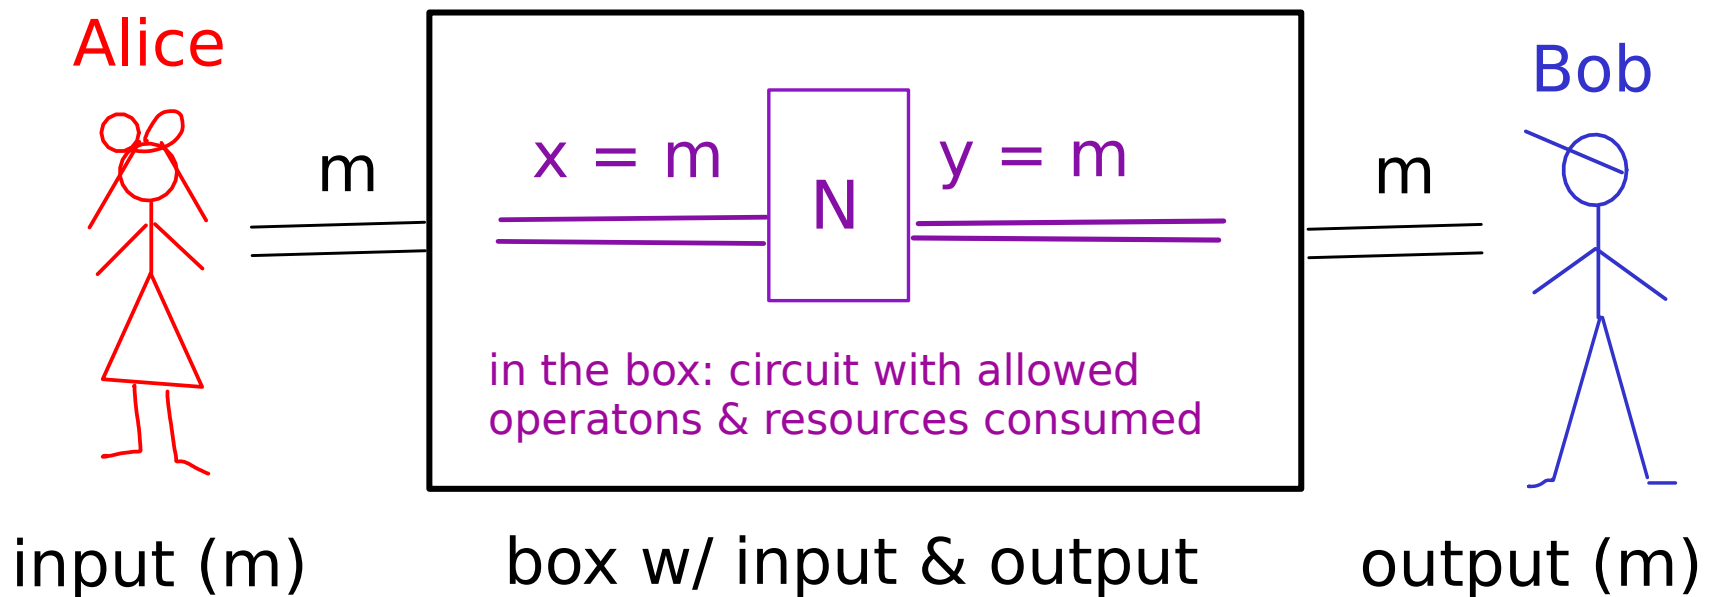 Alice
Bob
m
x = m
N
y = m
m
in the box: circuit with allowed
operatons & resources consumed
input (m)
box w/ input & output
output (m)